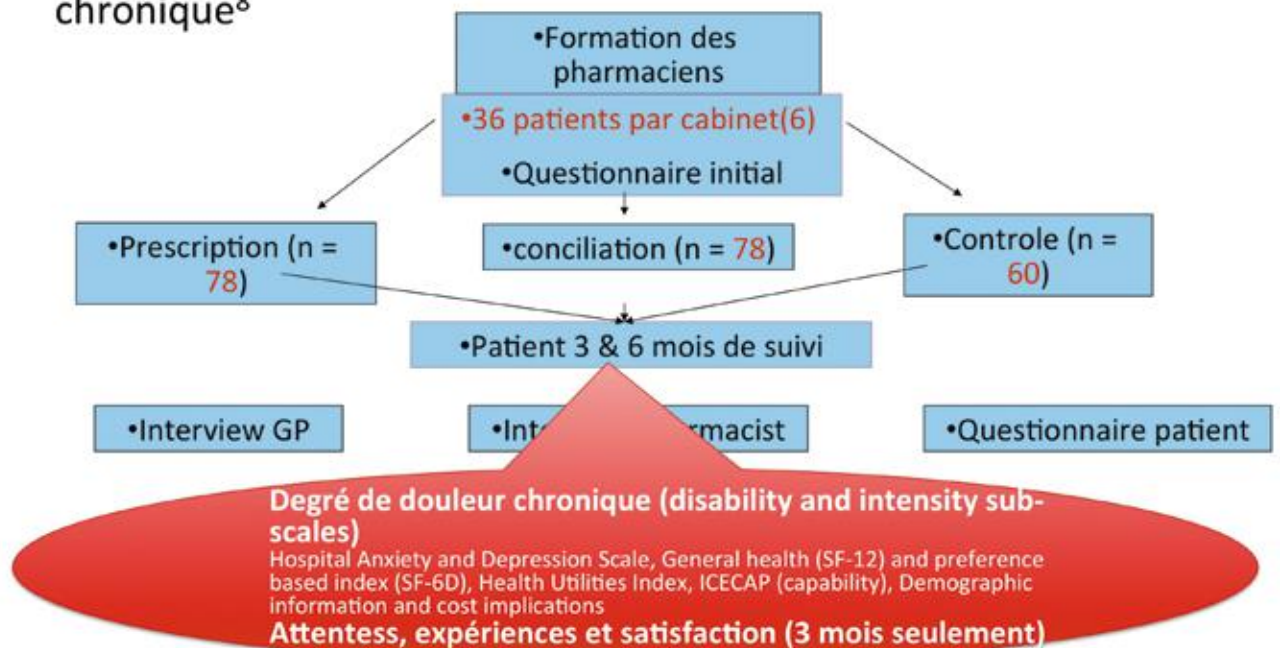 chronique⁸
•Formation des
pharmaciens
•36 patients par cabinet(6)
•Questionnaire initial
•Prescription (n =
78)
•conciliation (n = 78)
•Controle (n =
60)
•Patient 3 & 6 mois de suivi
•Interview GP
•Int rmacist
•Questionnaire patient
Degré de douleur chronique (disability and intensity sub-
scales)
Hospital Anxiety and Depression Scale, General health (SF-12) and preference
based index (SF-6D), Health Utilities Index, ICECAP (capability), Demographic
information and cost implications
Attentess, expériences et satisfaction (3 mois seulement)